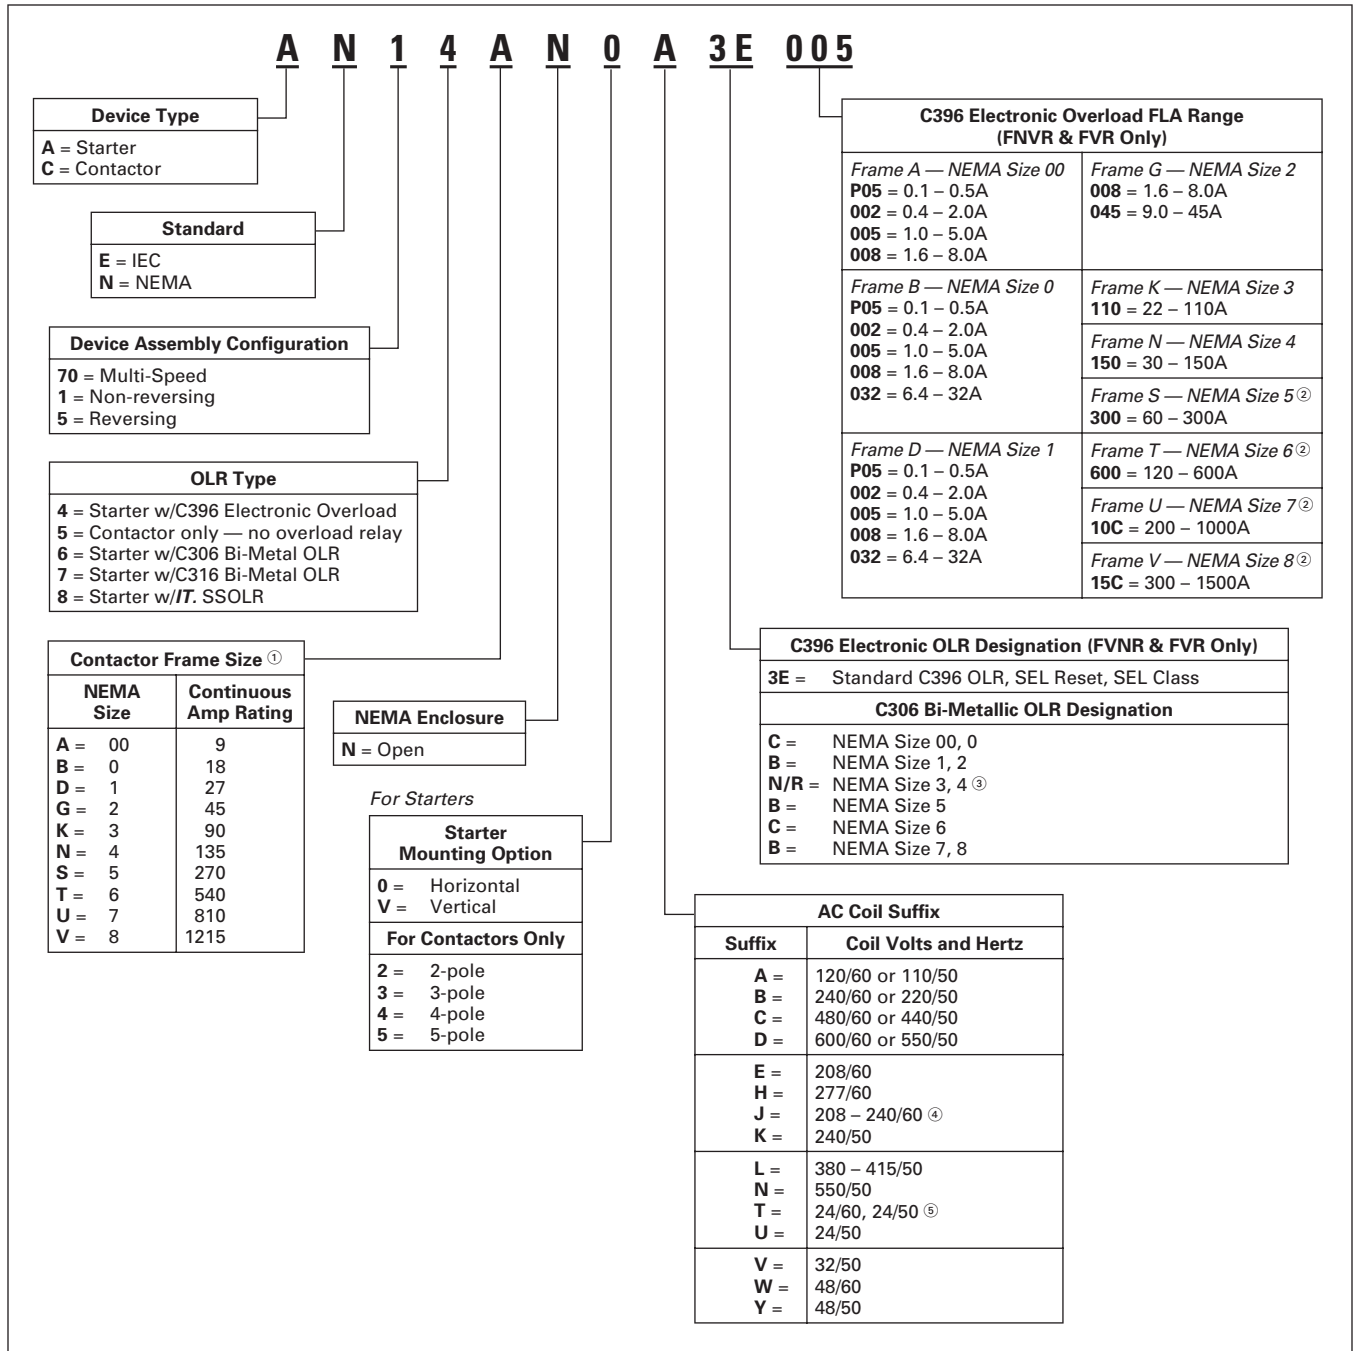 A N 1 4 A N 0 A 3E 005
Device Type
A = Starter
C = Contactor
Standard
E = IEC
N = NEMA
Device Assembly Configuration
70 = Multi-Speed
1 = Non-reversing
5 = Reversing
OLR Type
4 = Starter w/C396 Electronic Overload
5 = Contactor only — no overload relay
6 = Starter w/C306 Bi-Metal OLR
7 = Starter w/C316 Bi-Metal OLR
8 = Starter w/IT. SSOLR
Contactor Frame Size ①
NEMA Size Continuous Amp Rating
A = 00 9
B = 0 18
D = 1 27
G = 2 45
K = 3 90
N = 4 135
S = 5 270
T = 6 540
U = 7 810
V = 8 1215
NEMA Enclosure
N = Open
For Starters
Starter
Mounting Option
0 = Horizontal
V = Vertical
For Contactors Only
2 = 2-pole
3 = 3-pole
4 = 4-pole
5 = 5-pole
C396 Electronic Overload FLA Range
(FNVR & FVR Only)
Frame A — NEMA Size 00
P05 = 0.1 – 0.5A
002 = 0.4 – 2.0A
005 = 1.0 – 5.0A
008 = 1.6 – 8.0A
Frame B — NEMA Size 0
P05 = 0.1 – 0.5A
002 = 0.4 – 2.0A
005 = 1.0 – 5.0A
008 = 1.6 – 8.0A
032 = 6.4 – 32A
Frame D — NEMA Size 1
P05 = 0.1 – 0.5A
002 = 0.4 – 2.0A
005 = 1.0 – 5.0A
008 = 1.6 – 8.0A
032 = 6.4 – 32A
Frame G — NEMA Size 2
008 = 1.6 – 8.0A
045 = 9.0 – 45A
Frame K — NEMA Size 3
110 = 22 – 110A
Frame N — NEMA Size 4
150 = 30 – 150A
Frame S — NEMA Size 5 ②
300 = 60 – 300A
Frame T — NEMA Size 6 ②
600 = 120 – 600A
Frame U — NEMA Size 7 ②
10C = 200 – 1000A
Frame V — NEMA Size 8 ②
15C = 300 – 1500A
C396 Electronic OLR Designation (FVNR & FVR Only)
3E = Standard C396 OLR, SEL Reset, SEL Class
C306 Bi-Metallic OLR Designation
C = NEMA Size 00, 0
B = NEMA Size 1, 2
N/R = NEMA Size 3, 4 ③
B = NEMA Size 5
C = NEMA Size 6
B = NEMA Size 7, 8
AC Coil Suffix
Suffix Coil Volts and Hertz
A = 120/60 or 110/50
B = 240/60 or 220/50
C = 480/60 or 440/50
D = 600/60 or 550/50
E = 208/60
H = 277/60
J = 208 – 240/60 ④
K = 240/50
L = 380 – 415/50
N = 550/50
T = 24/60, 24/50 ⑤
U = 24/50
V = 32/50
W = 48/60
Y = 48/50